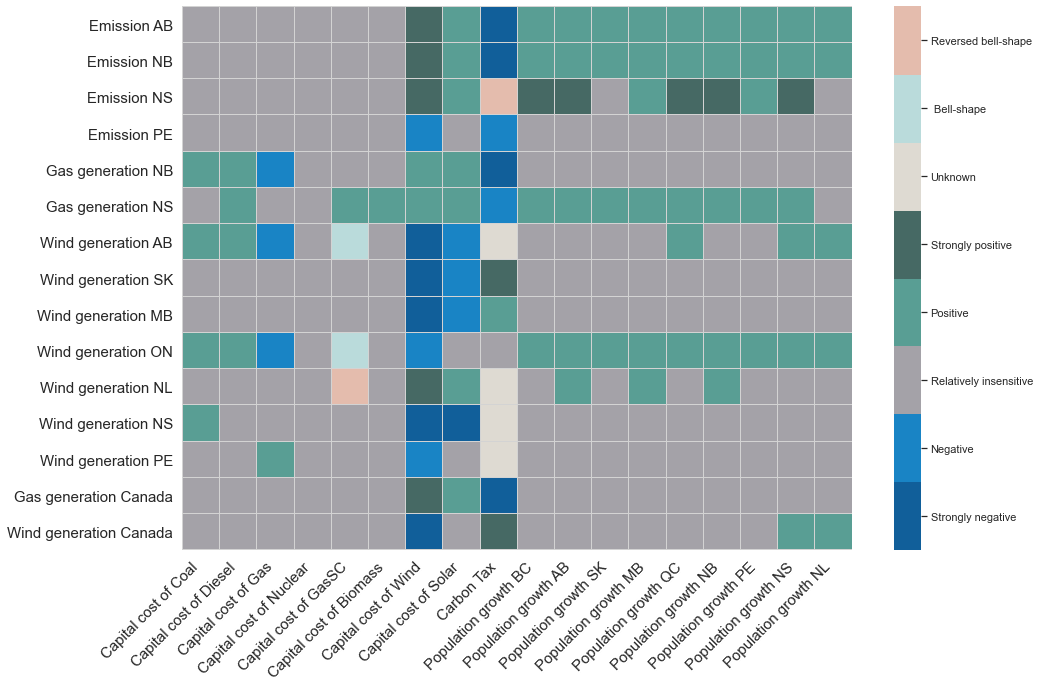 Emission AB
Emission NB
Emission NS
Emission PE
Gas generation NB
Gas generation NS
Wind generation AB
Wind generation SK
Wind generation MB
Wind generation ON
Wind generation NL
Wind generation NS
Wind generation PE
Gas generation Canada
Wind generation Canada
Capital cost of Coal
Capital cost of Diesel
Capital cost of Gas
Capital cost of Nuclear
Capital cost of GasSC
Capital cost of Biomass
Capital cost of Wind
Capital cost of Solar
Carbon Tax
Population growth BC
Population growth AB
Population growth SK
Population growth MB
Population growth QC
Population growth NB
Population growth PE
Population growth NS
Population growth NL
Reversed bell-shape
Bell-shape
Unknown
Strongly positive
Positive
Relatively insensitive
Negative
Strongly negative